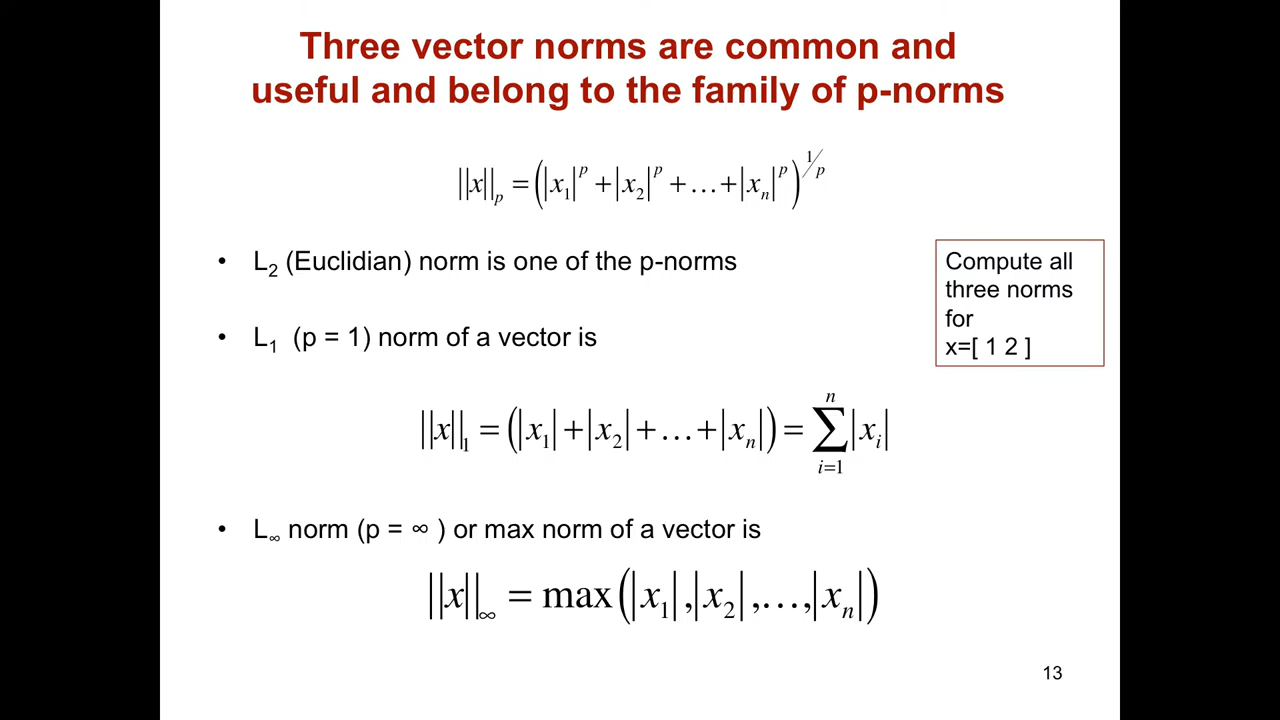 Three vector norms are common and
useful and belong to the family of p-norms
||x||ₚ = (|x₁|ᵖ + |x₂|ᵖ + … + |xₙ|ᵖ)^{1/p}
• L₂ (Euclidian) norm is one of the p-norms
Compute all
three norms
for
x=[ 1 2 ]
• L₁ (p = 1) norm of a vector is
||x||₁ = (|x₁| + |x₂| + … + |xₙ|) = ∑_{i=1}^{n} |xᵢ|
• L∞ norm (p = ∞ ) or max norm of a vector is
||x||∞ = max(|x₁|,|x₂|,…,|xₙ|)
13